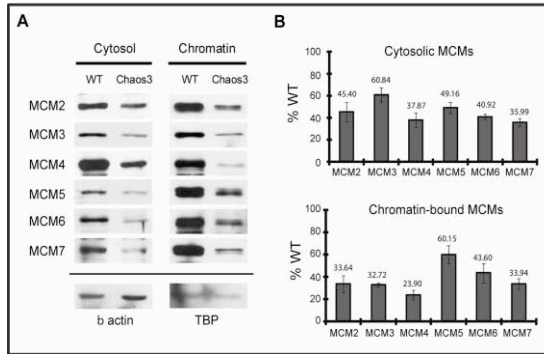 A
Cytosol Chromatin
WT Chaos3 WT Chaos3
MCM2
MCM3
MCM4
MCM5
MCM6
MCM7
b actin TBP
B
Cytosolic MCMs
% WT
100
80
60
40
20
0
45.40 60.84 37.87 49.16 40.92 35.99
MCM2 MCM3 MCM4 MCM5 MCM6 MCM7
Chromatin-bound MCMs
% WT
100
80
60
40
20
0
33.64 32.72 23.90 60.15 43.60 33.94
MCM2 MCM3 MCM4 MCM5 MCM6 MCM7